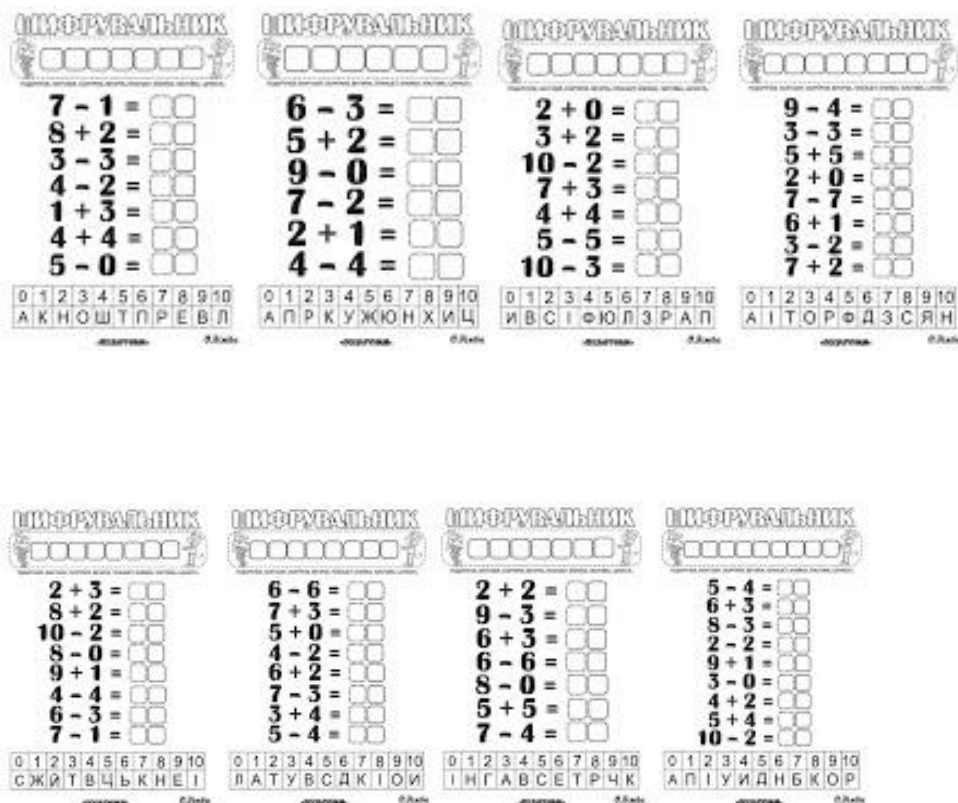 ШИФРУВАЛЬНИК
7 - 1 =
8 + 2 =
3 - 3 =
4 - 2 =
1 + 3 =
4 + 4 =
5 - 0 =
0 1 2 3 4 5 6 7 8 9 10
А К Н О Ш Т П Р Е В Л
ШИФРУВАЛЬНИК
6 - 3 =
5 + 2 =
9 - 0 =
7 - 2 =
2 + 1 =
4 - 4 =
0 1 2 3 4 5 6 7 8 9 10
А П Р К У Ж Ю Н Х И Ц
ШИФРУВАЛЬНИК
2 + 0 =
3 + 2 =
10 - 2 =
7 + 3 =
4 + 4 =
5 - 5 =
10 - 3 =
0 1 2 3 4 5 6 7 8 9 10
И В С І Ф Ю Л З Р А П
ШИФРУВАЛЬНИК
9 - 4 =
3 - 3 =
5 + 5 =
2 + 0 =
7 - 7 =
6 + 1 =
3 - 2 =
7 + 2 =
0 1 2 3 4 5 6 7 8 9 10
А І Т О Р Ф Д З С Я Н
ШИФРУВАЛЬНИК
2 + 3 =
8 + 2 =
10 - 2 =
8 - 0 =
9 + 1 =
4 - 4 =
6 - 3 =
7 - 1 =
0 1 2 3 4 5 6 7 8 9 10
С Ж Й Т В Ц Ь К Н Е І
ШИФРУВАЛЬНИК
6 - 6 =
7 + 3 =
5 + 0 =
4 - 2 =
6 + 2 =
7 - 3 =
3 + 4 =
5 - 4 =
0 1 2 3 4 5 6 7 8 9 10
Л А Т У В С Д К І О И
ШИФРУВАЛЬНИК
2 + 2 =
9 - 3 =
6 + 3 =
6 - 6 =
8 - 0 =
5 + 5 =
7 - 4 =
0 1 2 3 4 5 6 7 8 9 10
І Н Г А В С Е Т Р Ч К
ШИФРУВАЛЬНИК
5 - 4 =
6 + 3 =
8 - 3 =
2 - 2 =
9 + 1 =
3 - 0 =
4 + 2 =
5 + 4 =
10 - 2 =
0 1 2 3 4 5 6 7 8 9 10
А П І У И Д Н Б К О Р